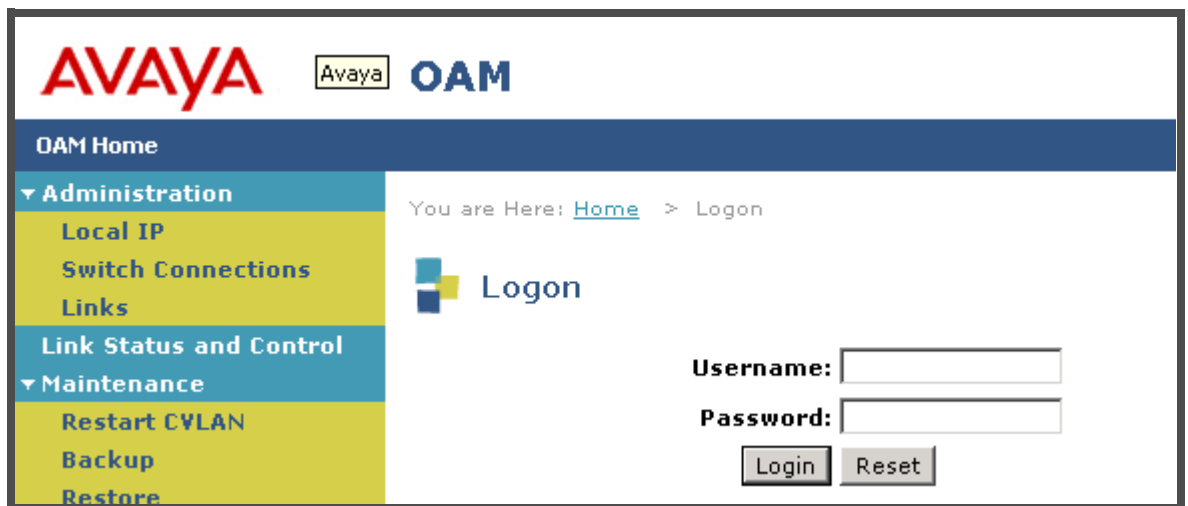 AVAYA
Avaya
OAM
OAM Home
Administration
Local IP
Switch Connections
Links
Link Status and Control
Maintenance
Restart CVLAN
Backup
Restore
You are Here: Home > Logon
Logon
Username:
Password:
Login
Reset